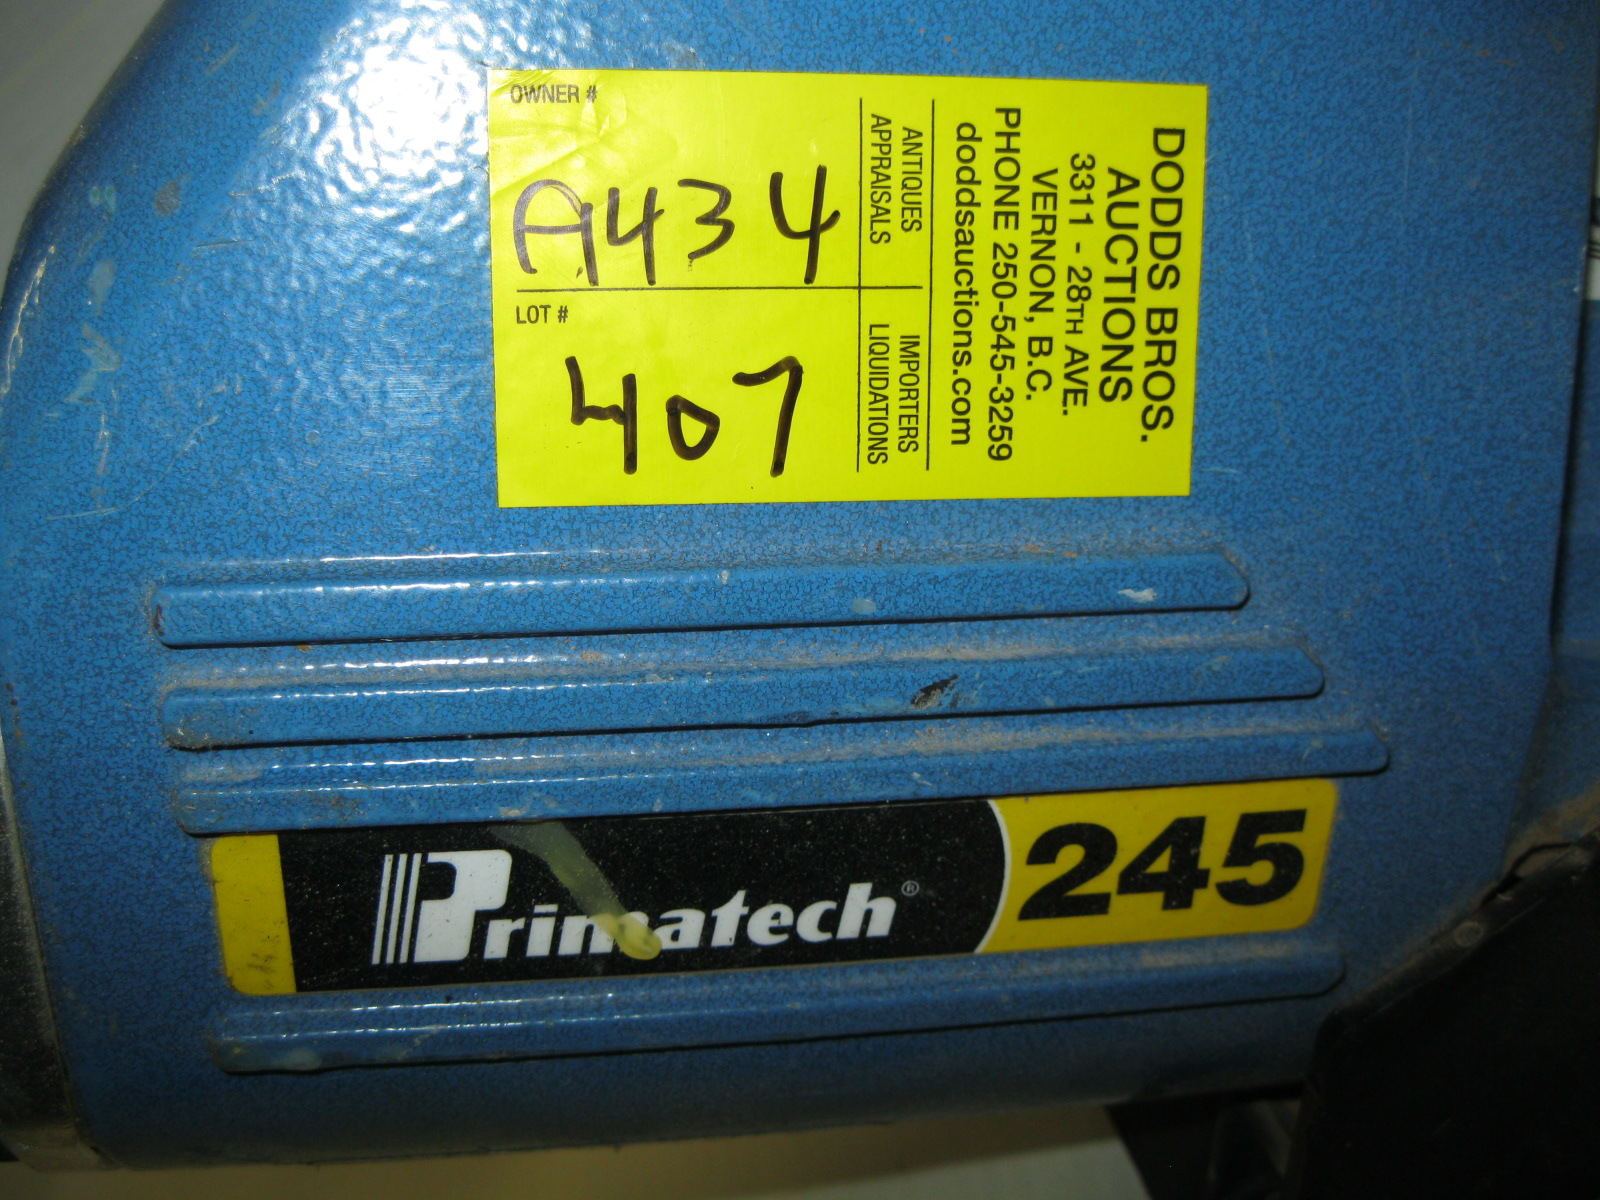 OWNER #
A434
LOT #
407
ANTIQUES
APPRAISALS
IMPORTERS
LIQUIDATIONS
DODDS BROS.
AUCTIONS
3311 - 28TH AVE.
VERNON, B.C.
PHONE 250-545-3259
doddsauctions.com
Primatech® 245